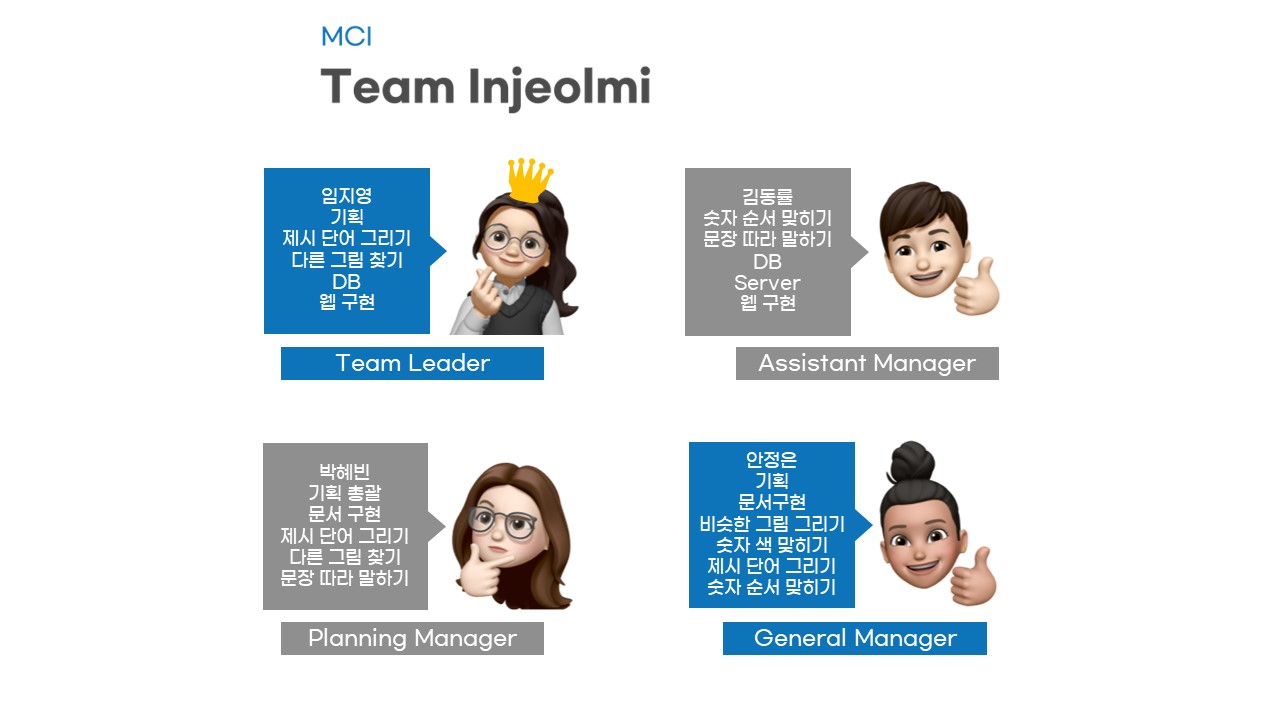 MCI
Team Injeolmi
임지영
기획
제시 단어 그리기
다른 그림 찾기
DB
웹 구현
Team Leader
김동률
숫자 순서 맞히기
문장 따라 말하기
DB
Server
웹 구현
Assistant Manager
박혜빈
기획 총괄
문서 구현
제시 단어 그리기
다른 그림 찾기
문장 따라 말하기
Planning Manager
안정은
기획
문서구현
비슷한 그림 그리기
숫자 색 맞히기
제시 단어 그리기
숫자 순서 맞히기
General Manager